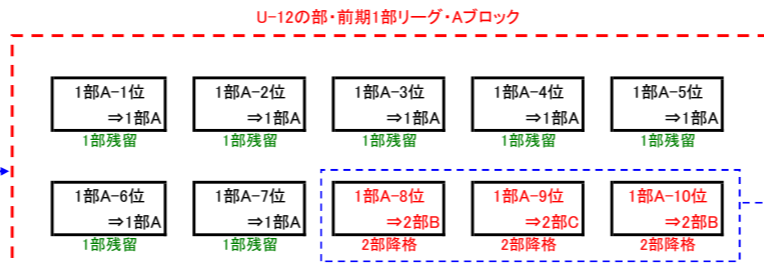 U-12の部・前期1部リーグ・Aブロック
1部A-1位 1部A-2位 1部A-3位 1部A-4位 1部A-5位
⇒1部A ⇒1部A ⇒1部A ⇒1部A ⇒1部A
1部残留 1部残留 1部残留 1部残留 1部残留
1部A-6位 1部A-7位 1部A-8位 1部A-9位 1部A-10位
⇒1部A ⇒1部A ⇒2部B ⇒2部C ⇒2部B
1部残留 1部残留 2部降格 2部降格 2部降格